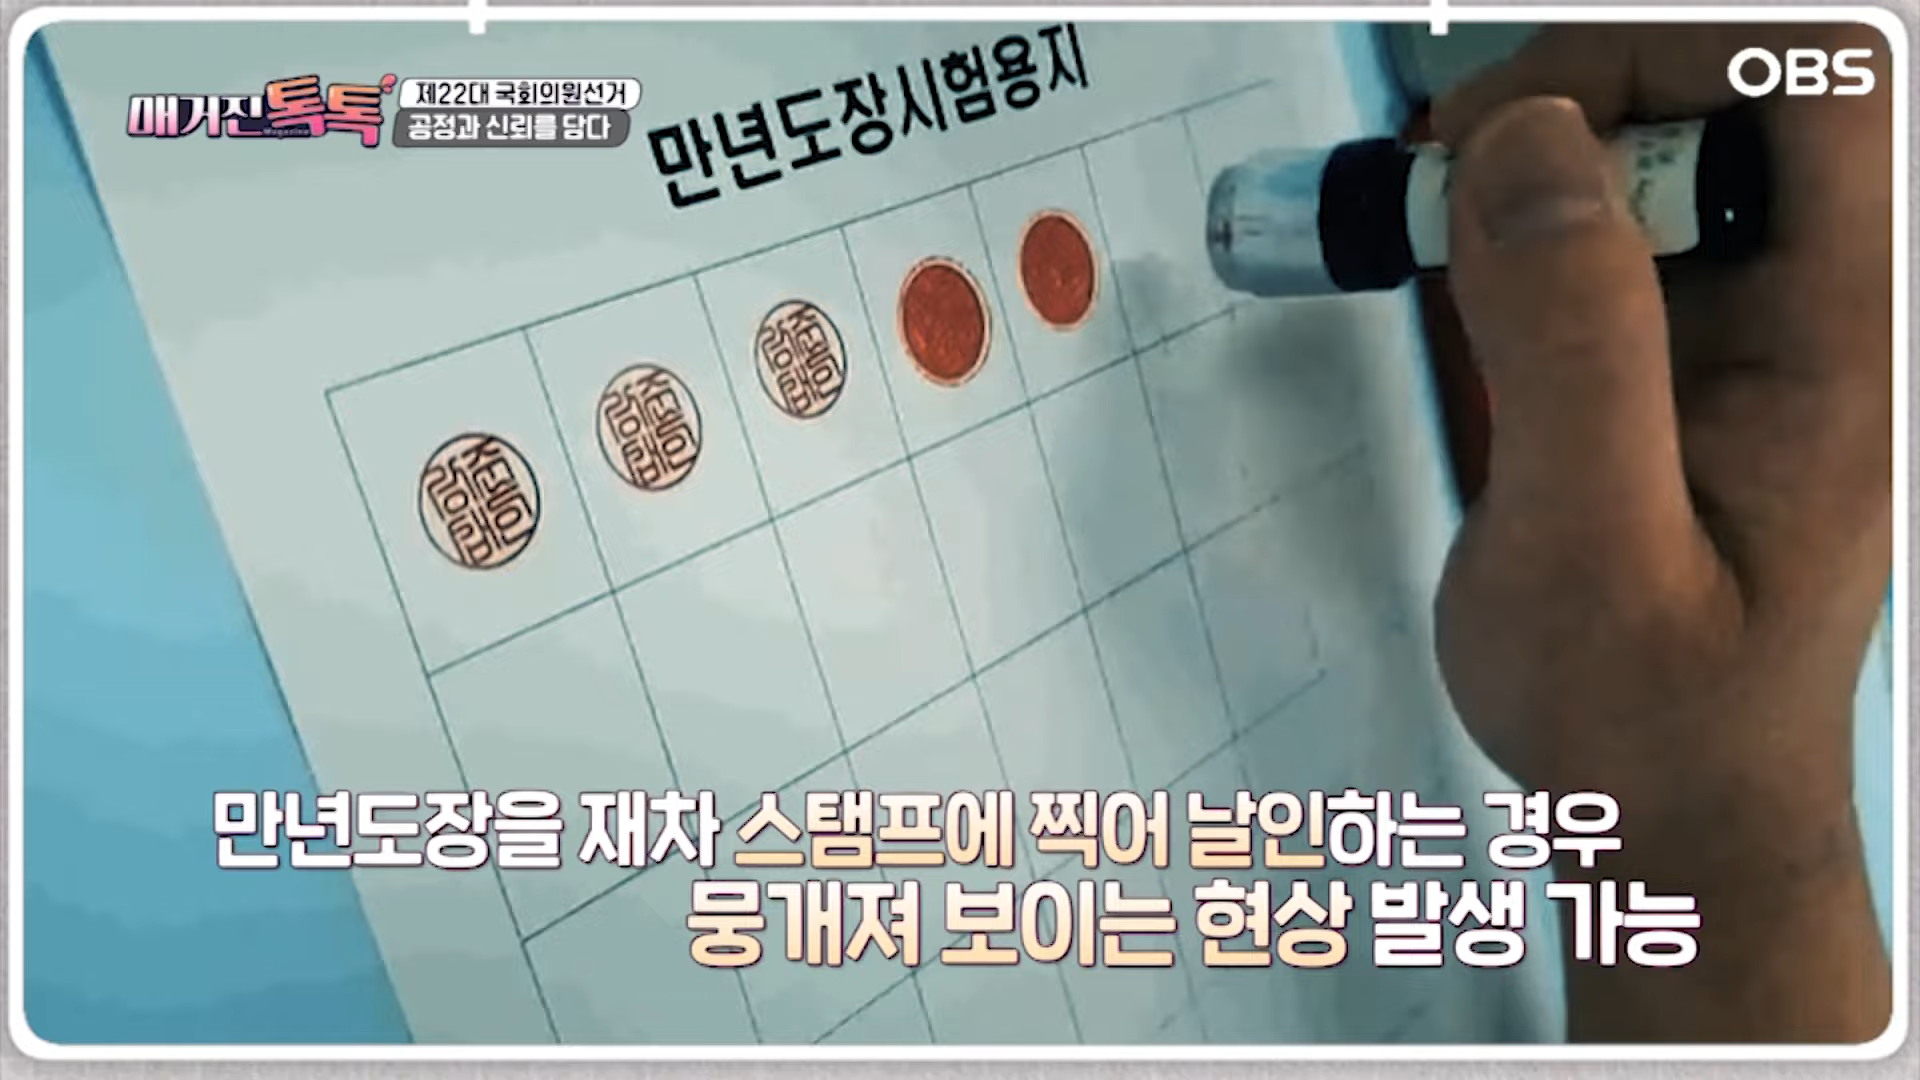 매거진톡톡
Magazine
제22대 국회의원선거
공정과 신뢰를 담다
OBS
만년도장시험용지
만년도장을 재차 스탬프에 찍어 날인하는 경우
뭉개져 보이는 현상 발생 가능